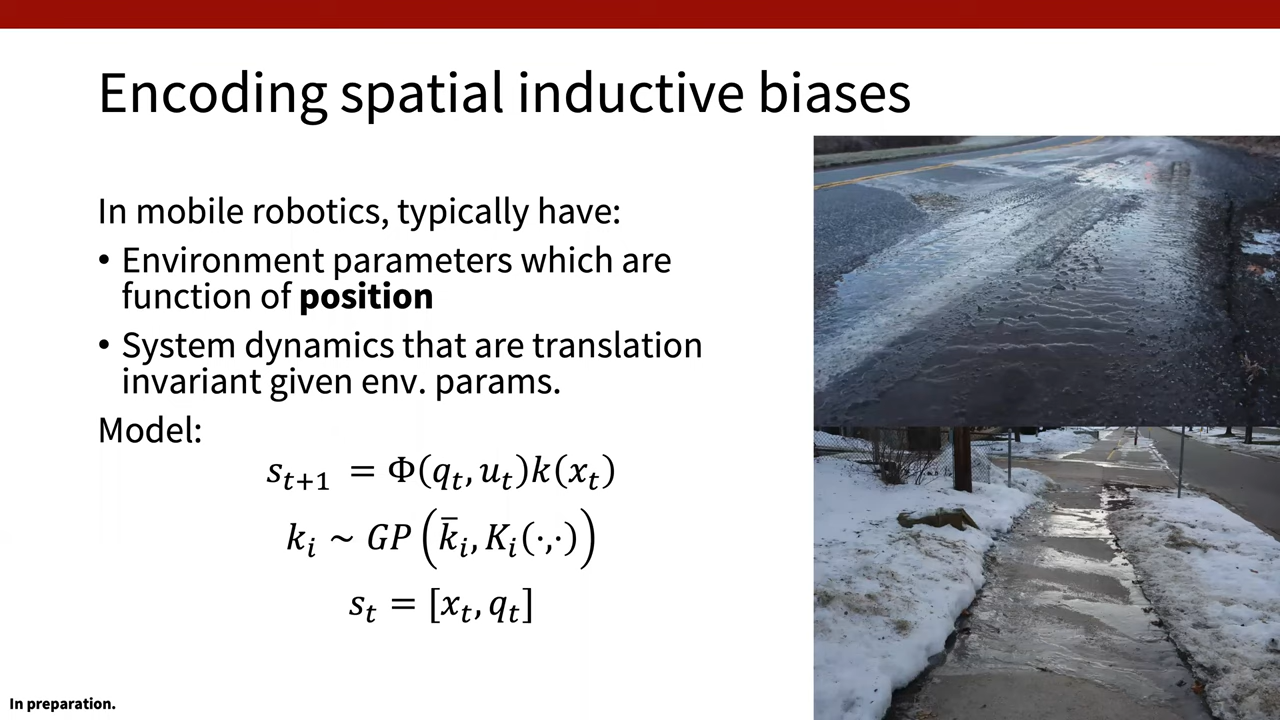 Encoding spatial inductive biases
In mobile robotics, typically have:
• Environment parameters which are
function of position
• System dynamics that are translation
invariant given env. params.
Model:
s_{t+1} = Φ(q_t, u_t)k(x_t)
k_i ~ GP(k̄_i, K_i(·,·))
s_t = [x_t, q_t]
In preparation.